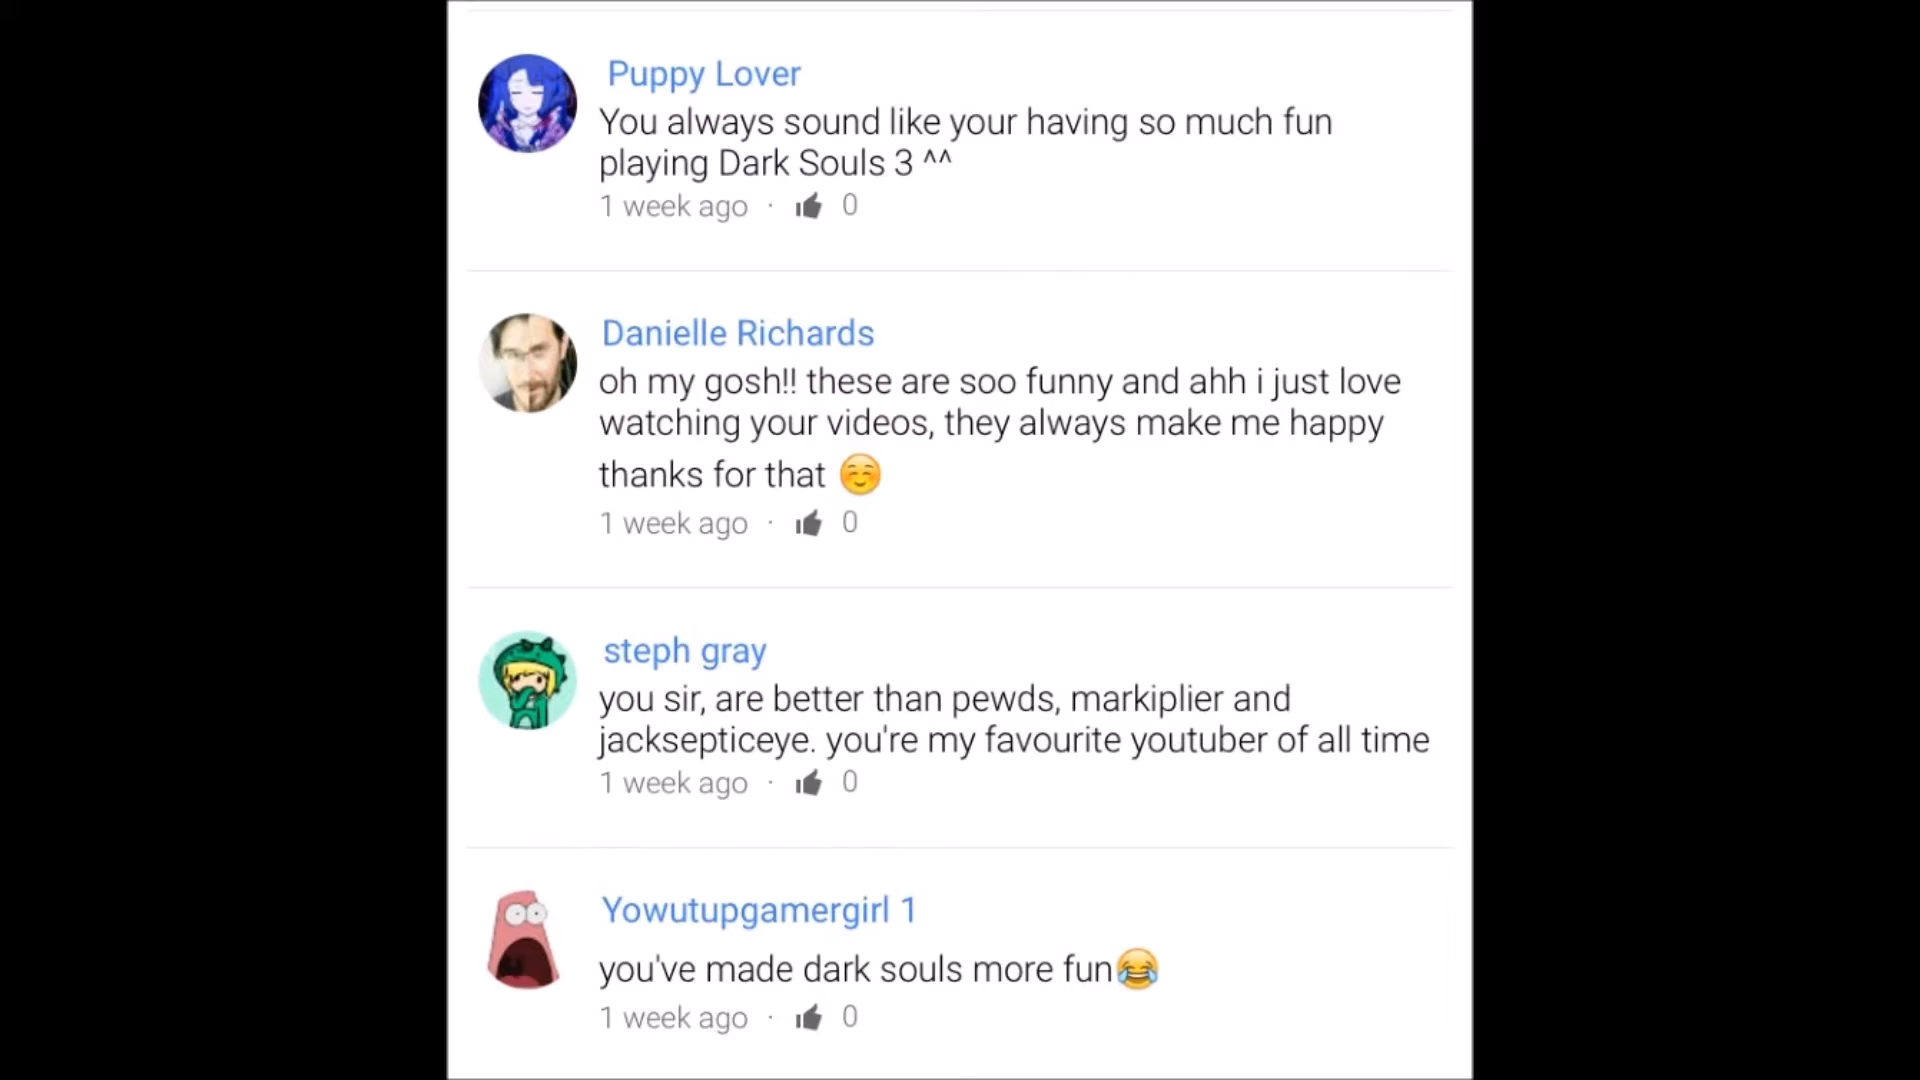 Puppy Lover
You always sound like your having so much fun
playing Dark Souls 3 ^^
1 week ago · 0
Danielle Richards
oh my gosh!! these are soo funny and ahh i just love
watching your videos, they always make me happy
thanks for that ☺️
1 week ago · 0
steph gray
you sir, are better than pewds, markiplier and
jacksepticeye. you're my favourite youtuber of all time
1 week ago · 0
Yowutupgamergirl 1
you've made dark souls more fun😂
1 week ago · 0